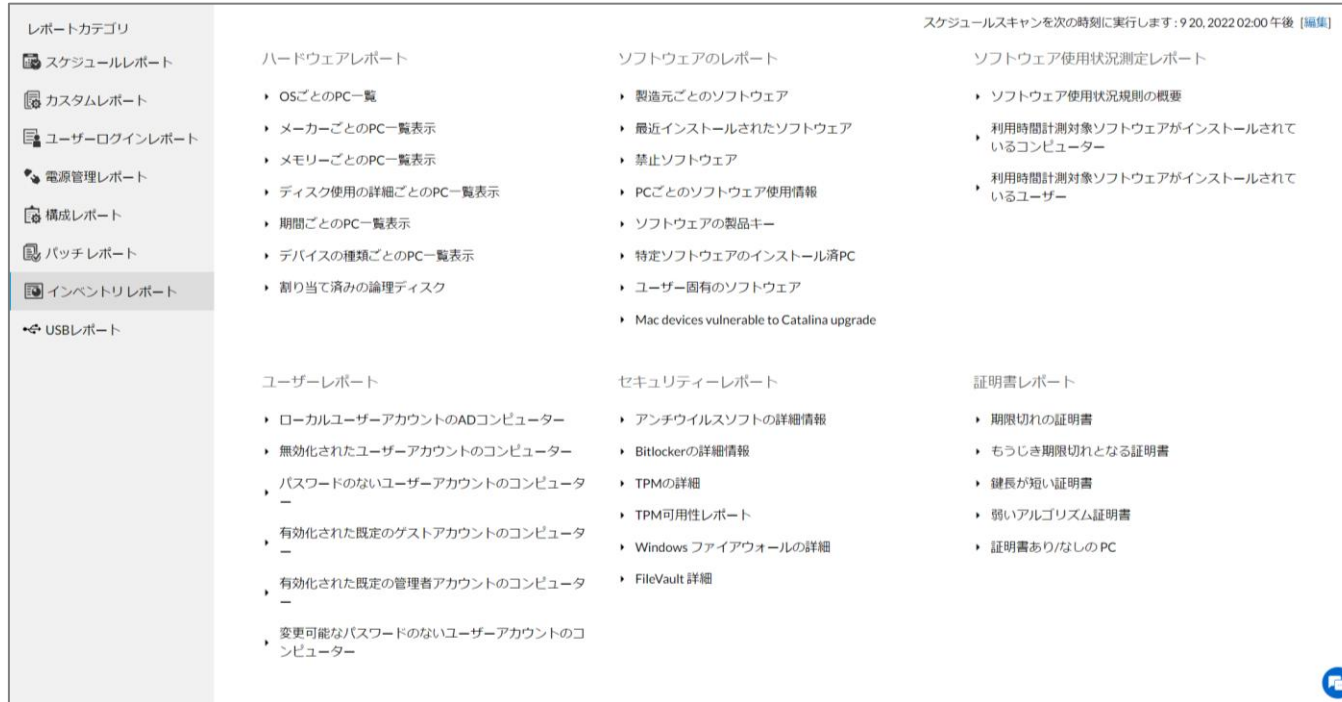 レポートカテゴリ
スケジュールレポート
カスタムレポート
ユーザーログインレポート
電源管理レポート
構成レポート
パッチ レポート
インベントリ レポート
USBレポート
スケジュールスキャンを次の時刻に実行します : 9 20, 2022 02:00 午後 [編集]
ハードウェアレポート
OSごとのPC一覧
メーカーごとのPC一覧表示
メモリーごとのPC一覧表示
ディスク使用の詳細ごとのPC一覧表示
期間ごとのPC一覧表示
デバイスの種類ごとのPC一覧表示
割り当て済みの論理ディスク
ソフトウェアのレポート
製造元ごとのソフトウェア
最近インストールされたソフトウェア
禁止ソフトウェア
PCごとのソフトウェア使用情報
ソフトウェアの製品キー
特定ソフトウェアのインストール済PC
ユーザー固有のソフトウェア
Mac devices vulnerable to Catalina upgrade
ソフトウェア使用状況測定レポート
ソフトウェア使用状況規則の概要
利用時間計測対象ソフトウェアがインストールされて
いるコンピューター
利用時間計測対象ソフトウェアがインストールされて
いるユーザー
ユーザーレポート
ローカルユーザーアカウントのADコンピューター
無効化されたユーザーアカウントのコンピューター
パスワードのないユーザーアカウントのコンピュータ
ー
有効化された既定のゲストアカウントのコンピュータ
ー
有効化された既定の管理者アカウントのコンピュータ
ー
変更可能なパスワードのないユーザーアカウントのコ
ンピューター
セキュリティーレポート
アンチウイルスソフトの詳細情報
Bitlockerの詳細情報
TPMの詳細
TPM可用性レポート
Windows ファイアウォールの詳細
FileVault 詳細
証明書レポート
期限切れの証明書
もうじき期限切れとなる証明書
鍵長が短い証明書
弱いアルゴリズム証明書
証明書あり/なしの PC